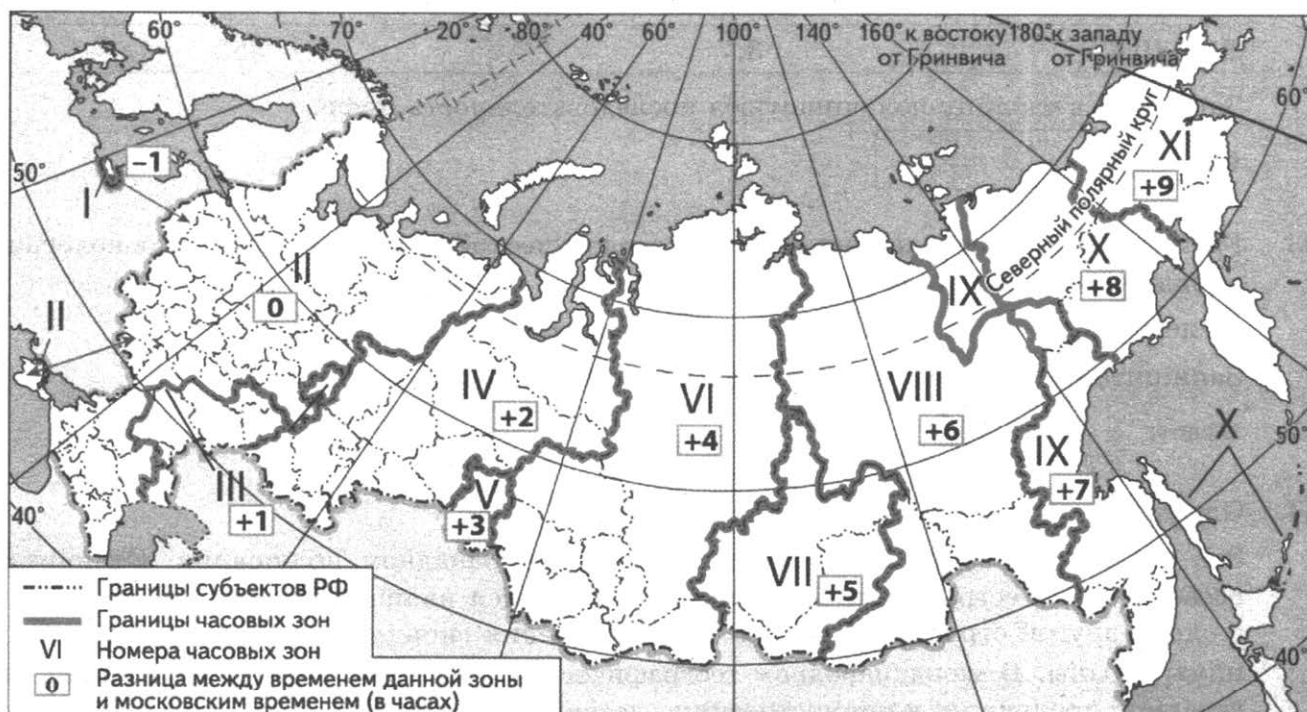 60° 70° 20° 80° 40° 60° 80° 100° 120° 140° 160° к востоку 180° к западу
от Гринвича от Гринвича
60°
Северный полярный круг
XI
+9
50°
–1
I
II
0
X
+8
IX
II
IV
+2
VI
+4
VIII
+6
X
50°
IX
+7
V
+3
III
+1
40°
VII
+5
40°
Границы субъектов РФ
Границы часовых зон
VI Номера часовых зон
0 Разница между временем данной зоны
и московским временем (в часах)